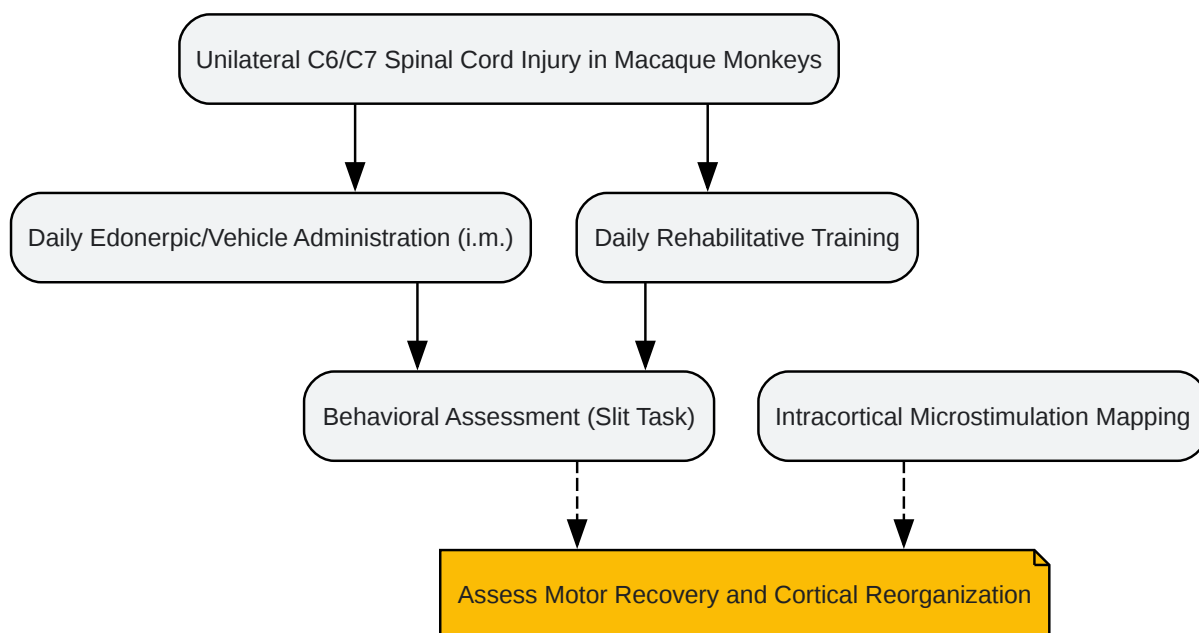 Unilateral C6/C7 Spinal Cord Injury in Macaque Monkeys
Daily Edonerpic/Vehicle Administration (i.m.)
Daily Rehabilitative Training
Behavioral Assessment (Slit Task)
Intracortical Microstimulation Mapping
Assess Motor Recovery and Cortical Reorganization